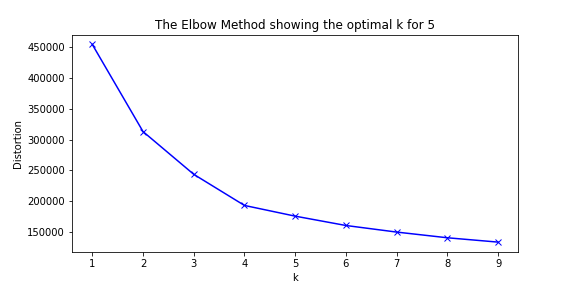 The Elbow Method showing the optimal k for 5
450000
400000
350000
300000
250000
200000
150000
Distortion
1 2 3 4 5 6 7 8 9
k